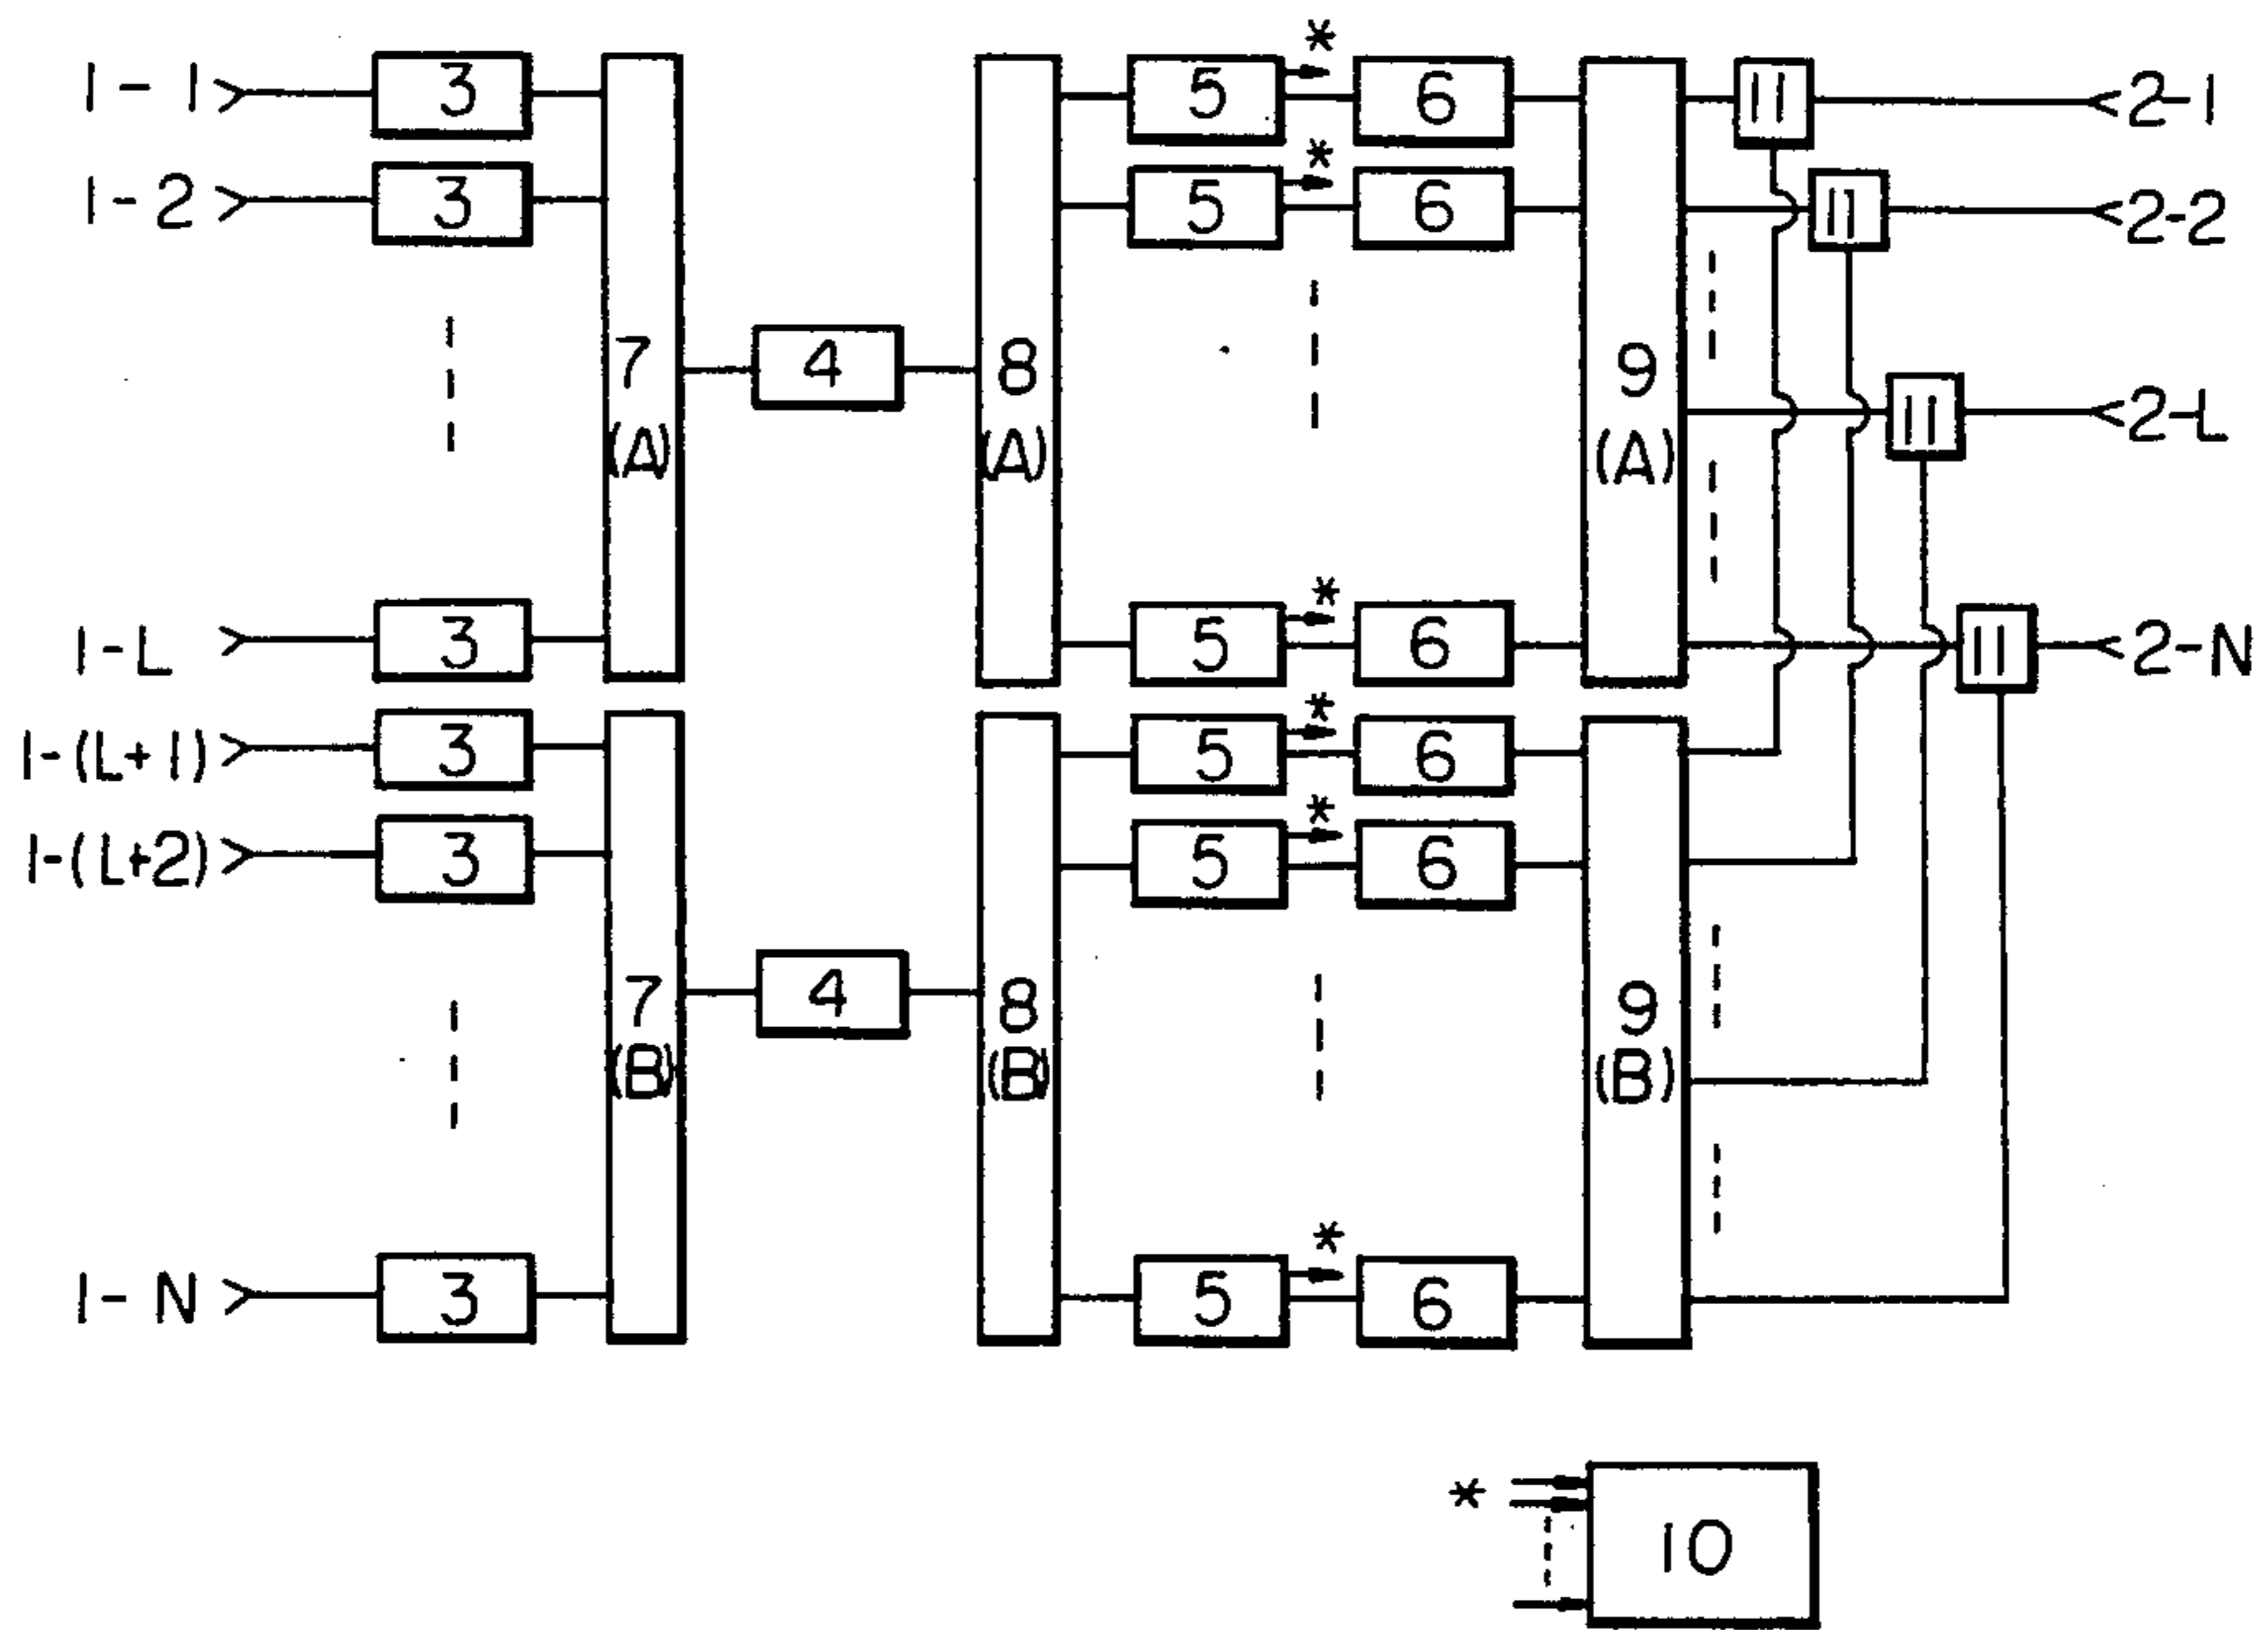 *
1-1 3 5 6 11 2-1
*
1-2 3 5 6 11 2-2
7 4 8 9
(A) (A) (A)
11 2-L
*
1-L 3 5 6 11 2-N
*
1-(L+1) 3 5 6
*
1-(L+2) 3 5 6
7 4 8 9
(B) (B) (B)
*
1-N 3 5 6
*
10